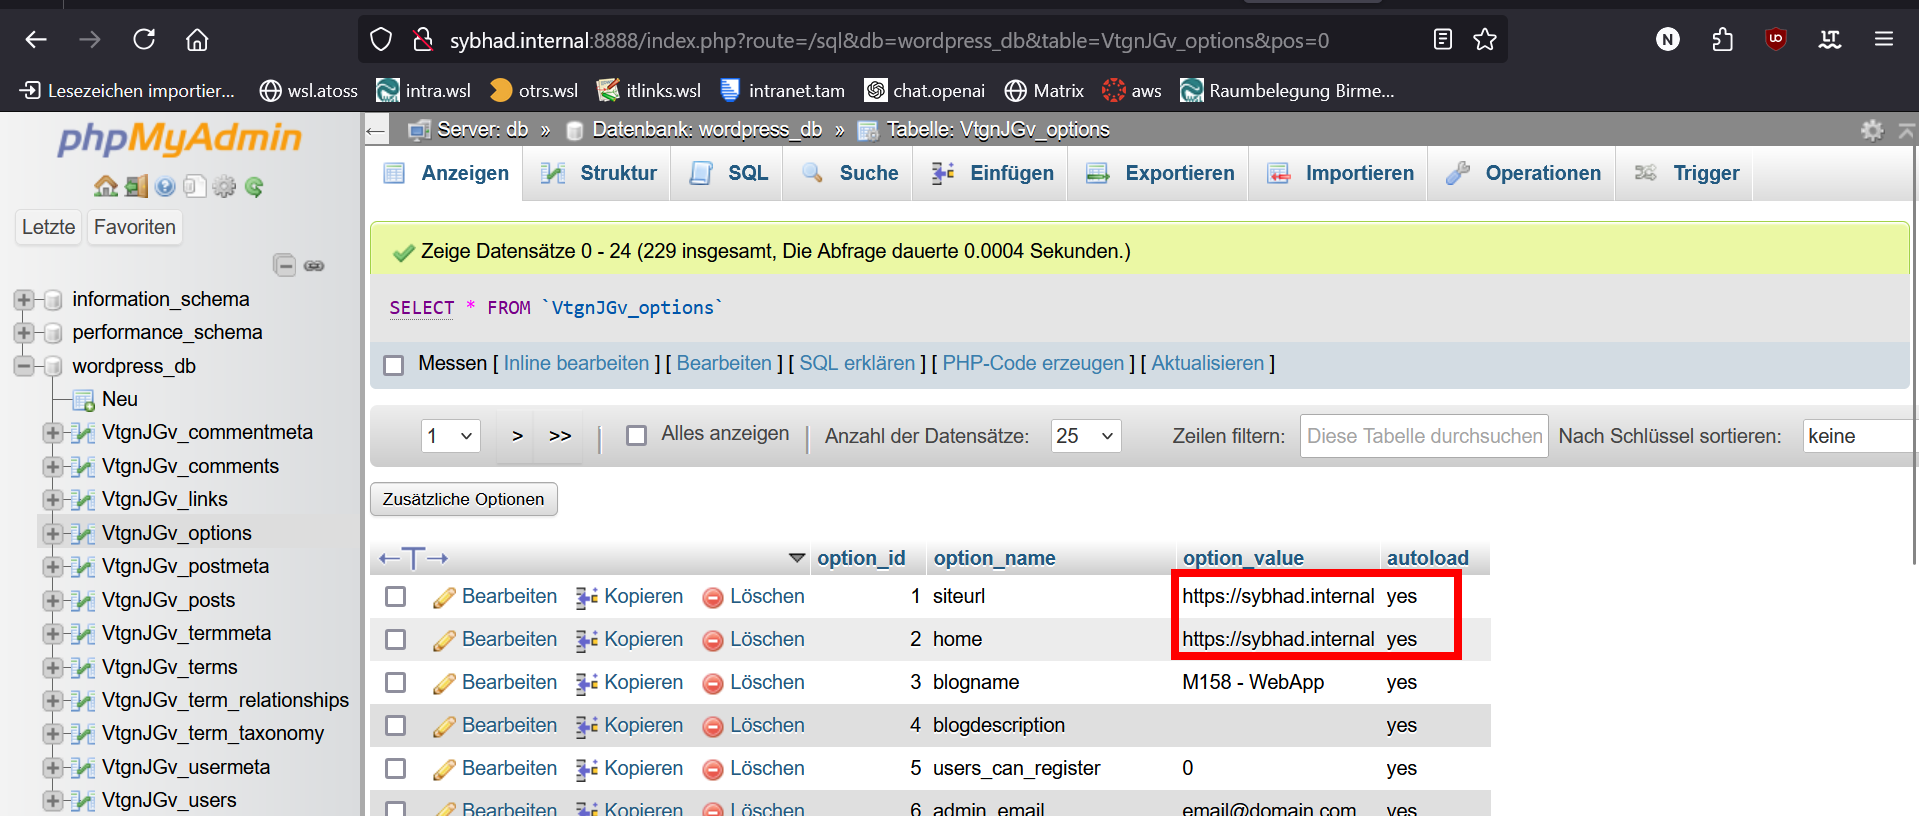 sybhad.internal:8888/index.php?route=/sql&db=wordpress_db&table=VtgnJGv_options&pos=0
N
Lesezeichen importier... wsl.atoss intra.wsl otrs.wsl itlinks.wsl intranet.tam chat.openai Matrix aws Raumbelegung Birme...
phpMyAdmin
Letzte Favoriten
information_schema
performance_schema
wordpress_db
Neu
VtgnJGv_commentmeta
VtgnJGv_comments
VtgnJGv_links
VtgnJGv_options
VtgnJGv_postmeta
VtgnJGv_posts
VtgnJGv_termmeta
VtgnJGv_terms
VtgnJGv_term_relationships
VtgnJGv_term_taxonomy
VtgnJGv_usermeta
VtgnJGv_users
Server: db » Datenbank: wordpress_db » Tabelle: VtgnJGv_options
Anzeigen Struktur SQL Suche Einfügen Exportieren Importieren Operationen Trigger
Zeige Datensätze 0 - 24 (229 insgesamt, Die Abfrage dauerte 0.0004 Sekunden.)
SELECT * FROM `VtgnJGv_options`
Messen [ Inline bearbeiten ] [ Bearbeiten ] [ SQL erklären ] [ PHP-Code erzeugen ] [ Aktualisieren ]
1 > >> Alles anzeigen Anzahl der Datensätze: 25 Zeilen filtern: Diese Tabelle durchsuchen Nach Schlüssel sortieren: keine
Zusätzliche Optionen
←T→ option_id option_name option_value autoload
Bearbeiten Kopieren Löschen 1 siteurl https://sybhad.internal yes
Bearbeiten Kopieren Löschen 2 home https://sybhad.internal yes
Bearbeiten Kopieren Löschen 3 blogname M158 - WebApp yes
Bearbeiten Kopieren Löschen 4 blogdescription yes
Bearbeiten Kopieren Löschen 5 users_can_register 0 yes
Bearbeiten Kopieren Löschen 6 admin_email email@domain.com yes